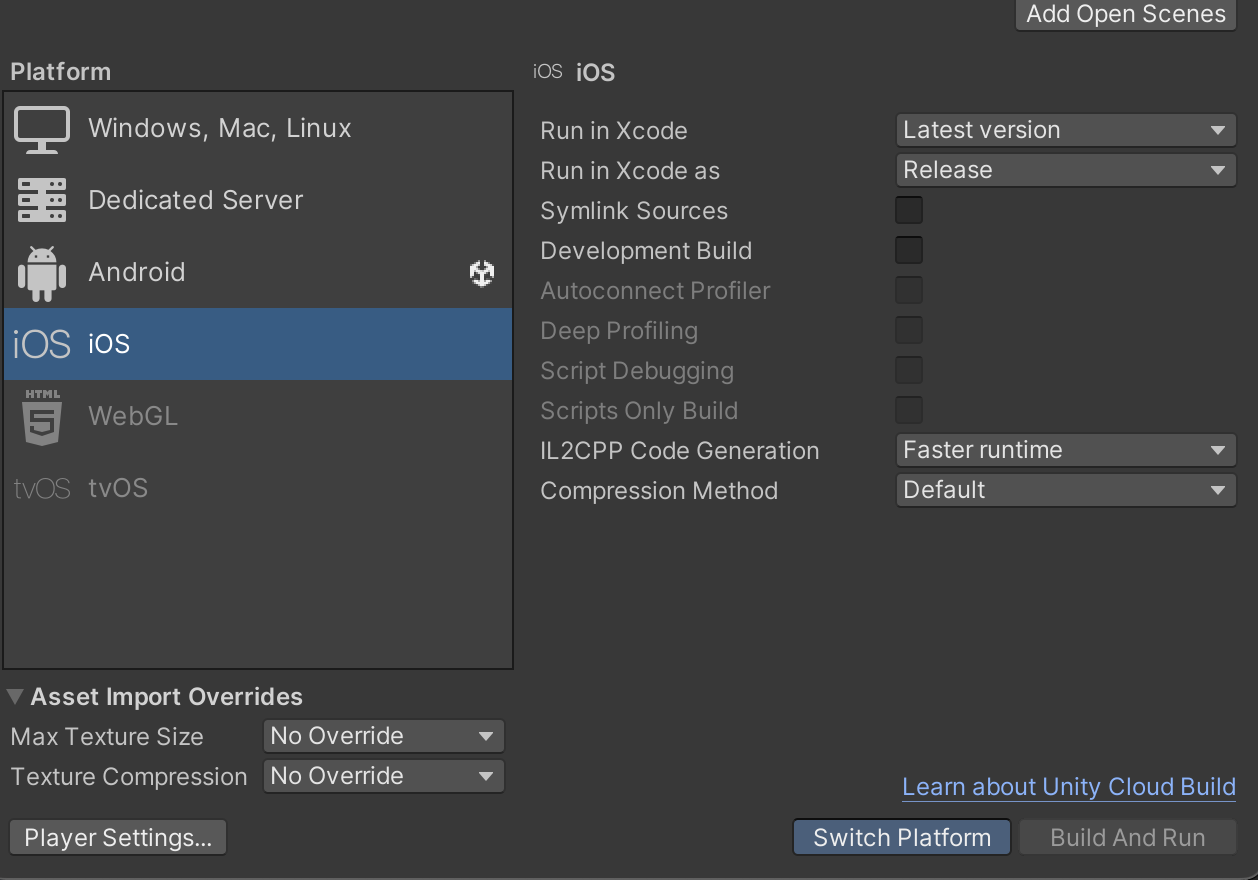 Add Open Scenes
Platform
iOS iOS
Windows, Mac, Linux
Dedicated Server
Android
iOS iOS
HTML
5 WebGL
tvOS tvOS
Run in Xcode Latest version
Run in Xcode as Release
Symlink Sources
Development Build
Autoconnect Profiler
Deep Profiling
Script Debugging
Scripts Only Build
IL2CPP Code Generation Faster runtime
Compression Method Default
Asset Import Overrides
Max Texture Size No Override
Texture Compression No Override
Learn about Unity Cloud Build
Player Settings...
Switch Platform
Build And Run